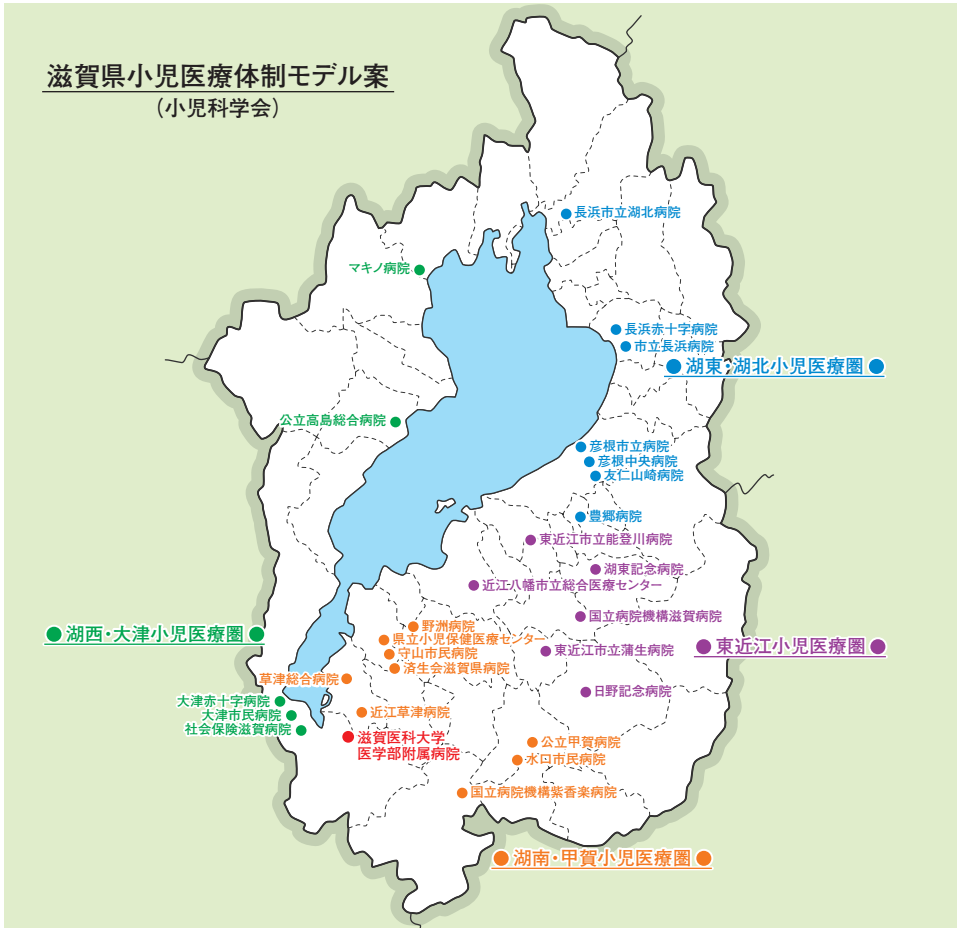 滋賀県小児医療体制モデル案
(小児科学会)
長浜市立湖北病院
マキノ病院
長浜赤十字病院
市立長浜病院
湖東・湖北小児医療圏
公立高島総合病院
彦根市立病院
彦根中央病院
友仁山崎病院
豊郷病院
東近江市立能登川病院
湖東記念病院
近江八幡市立総合医療センター
国立病院機構滋賀病院
野洲病院
湖西・大津小児医療圏
県立小児保健医療センター
守山市民病院
東近江市立蒲生病院
東近江小児医療圏
済生会滋賀県病院
草津総合病院
日野記念病院
大津赤十字病院
大津市民病院
社会保険滋賀病院
近江草津病院
滋賀医科大学
医学部附属病院
公立甲賀病院
水口市民病院
国立病院機構紫香楽病院
湖南・甲賀小児医療圏